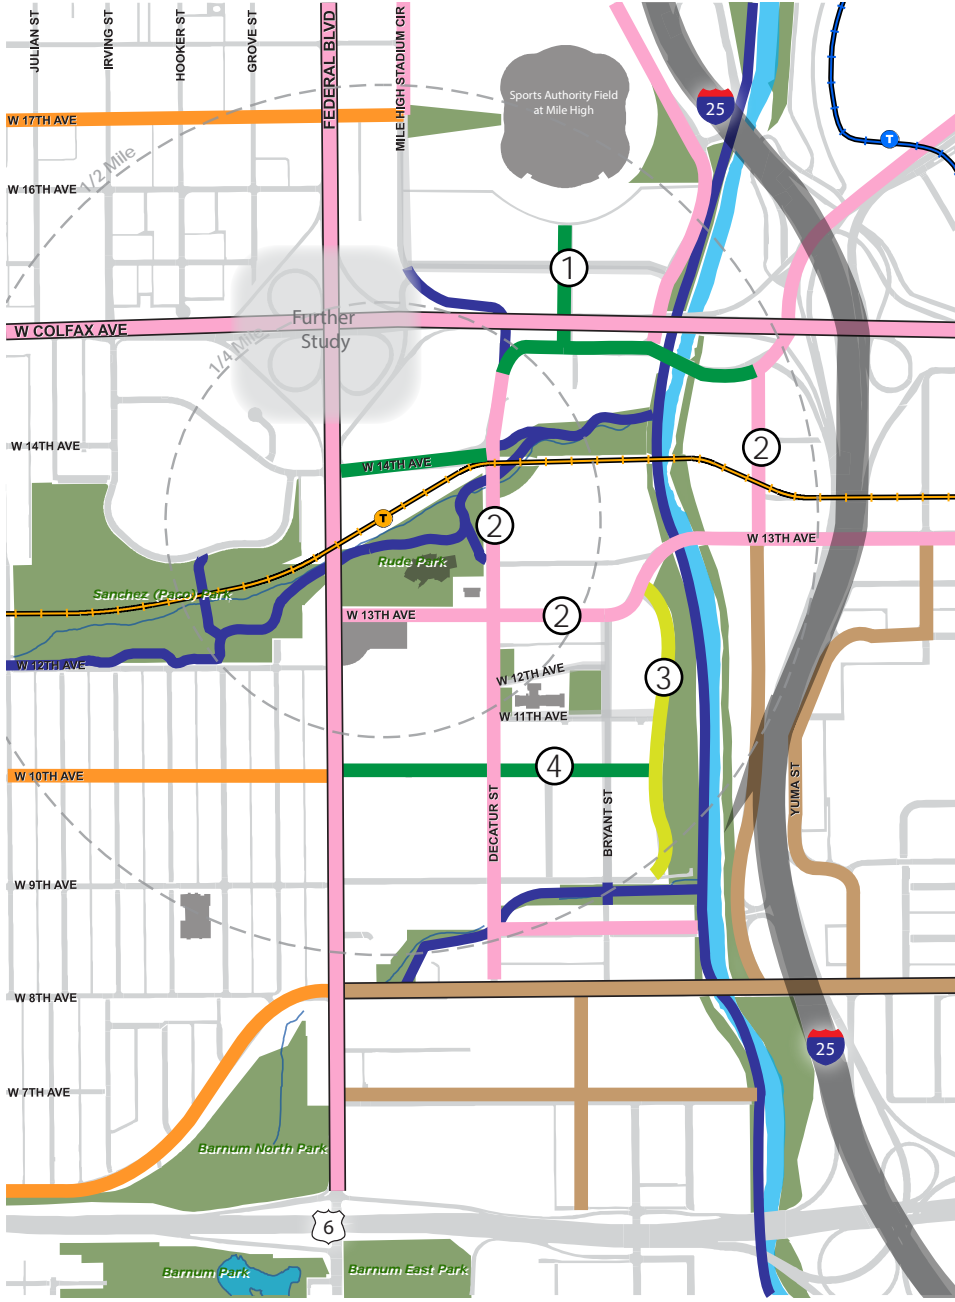 JULIAN ST
IRVING ST
HOOKER ST
GROVE ST
FEDERAL BLVD
MILE HIGH STADIUM CIR
Sports Authority Field
at Mile High
25
T
W 17TH AVE
1/2 Mile
W 16TH AVE
1
W COLFAX AVE
Further
Study
1/4 Mile
W 14TH AVE
W 14TH AVE
2
T
2
W 13TH AVE
Rude Park
Sanchez (Paco) Park
W 13TH AVE
2
W 12TH AVE
W 12TH AVE
3
W 11TH AVE
W 10TH AVE
4
DECATUR ST
BRYANT ST
YUMA ST
W 9TH AVE
W 8TH AVE
25
W 7TH AVE
Barnum North Park
6
Barnum Park
Barnum East Park